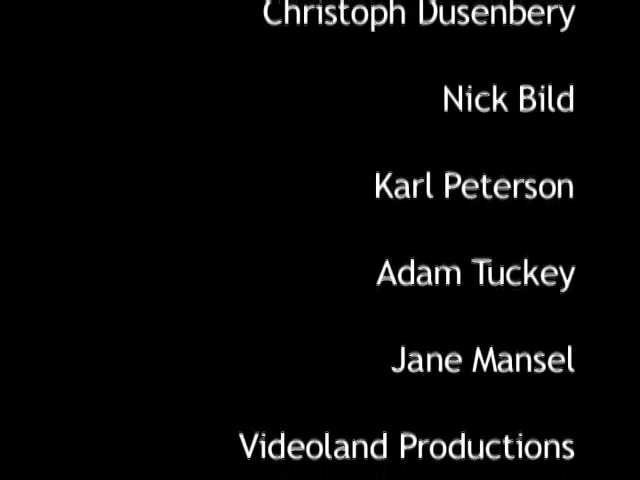 Christoph Dusenbery
Nick Bild
Karl Peterson
Adam Tuckey
Jane Mansel
Videoland Productions